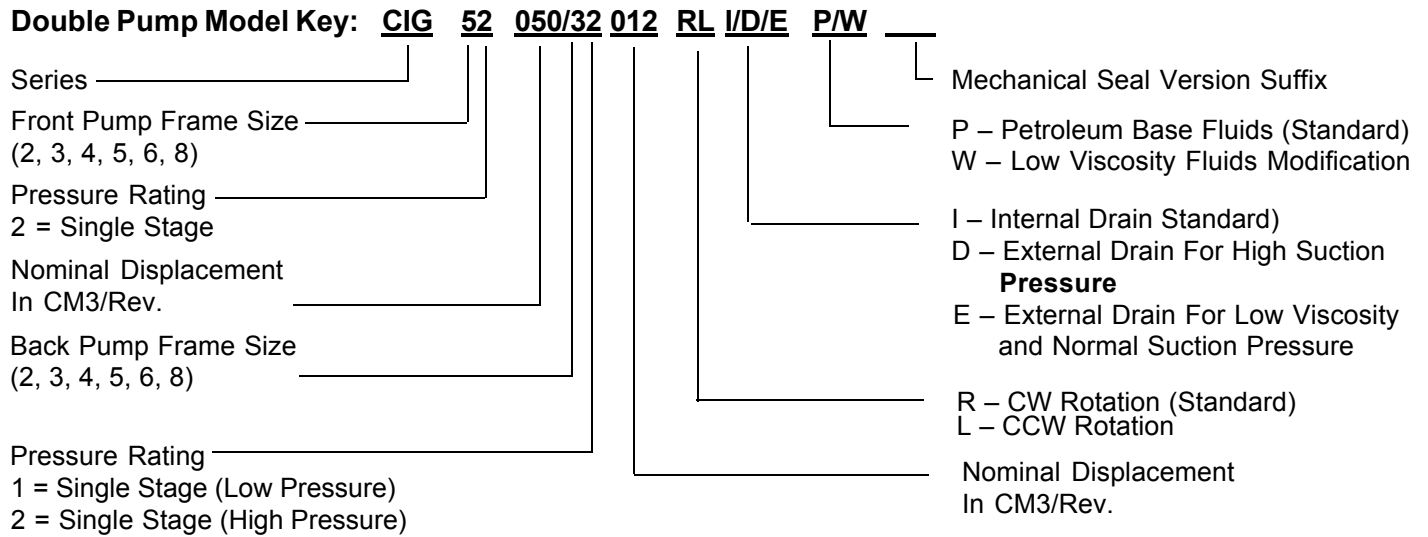 Double Pump Model Key: CIG 52 050/32 012 RL I/D/E P/W ___
Series
Front Pump Frame Size
(2, 3, 4, 5, 6, 8)
Pressure Rating
2 = Single Stage
Nominal Displacement
In CM3/Rev.
Back Pump Frame Size
(2, 3, 4, 5, 6, 8)
Pressure Rating
1 = Single Stage (Low Pressure)
2 = Single Stage (High Pressure)
Mechanical Seal Version Suffix
P – Petroleum Base Fluids (Standard)
W – Low Viscosity Fluids Modification
I – Internal Drain Standard)
D – External Drain For High Suction
Pressure
E – External Drain For Low Viscosity
and Normal Suction Pressure
R – CW Rotation (Standard)
L – CCW Rotation
Nominal Displacement
In CM3/Rev.